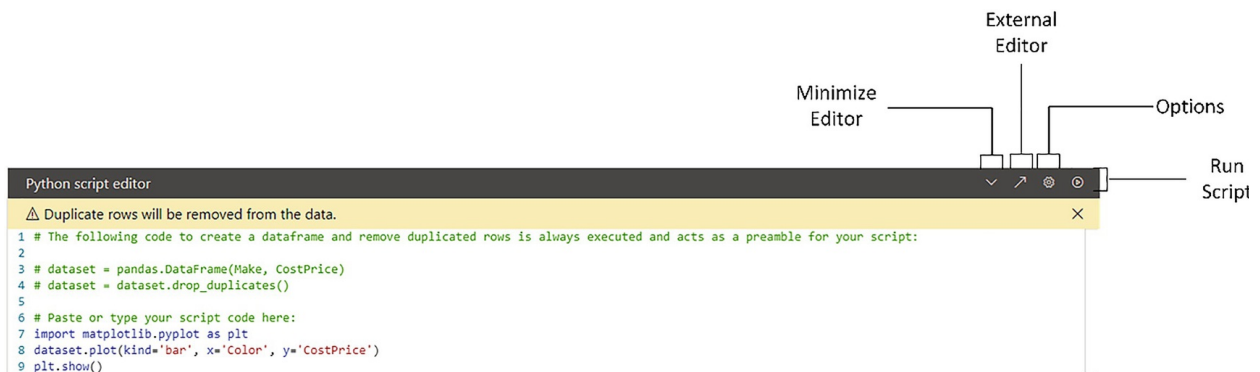 External
Editor
Minimize
Editor
Options
Run
Script
Python script editor
⚠ Duplicate rows will be removed from the data.
1 # The following code to create a dataframe and remove duplicated rows is always executed and acts as a preamble for your script:
2
3 # dataset = pandas.DataFrame(Make, CostPrice)
4 # dataset = dataset.drop_duplicates()
5
6 # Paste or type your script code here:
7 import matplotlib.pyplot as plt
8 dataset.plot(kind='bar', x='Color', y='CostPrice')
9 plt.show()